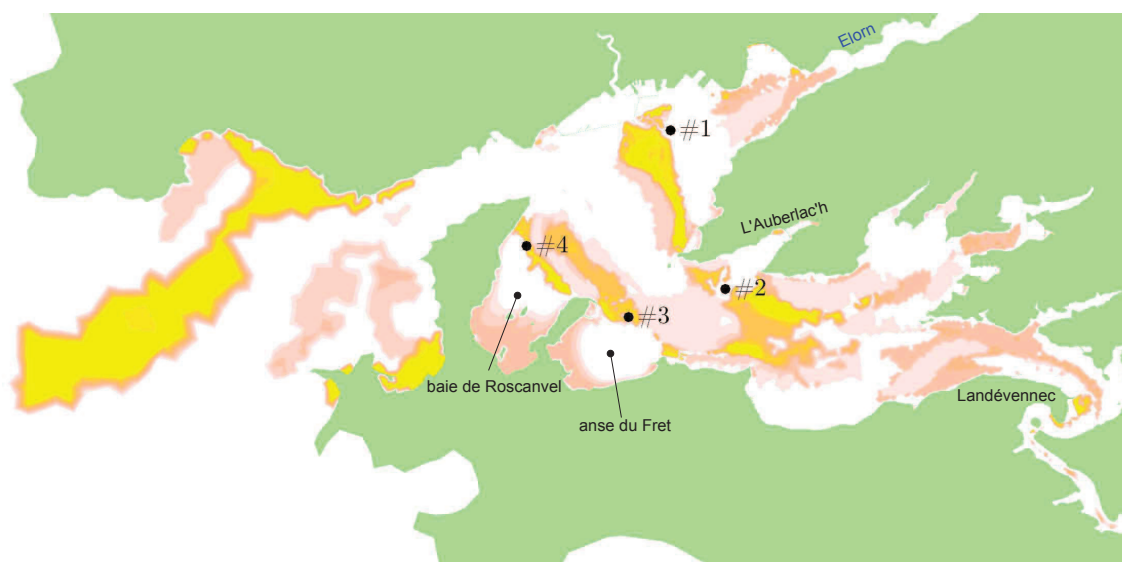 Elorn
#1
L'Auberlac'h
#4
#2
#3
baie de Roscanvel
Landévennec
anse du Fret